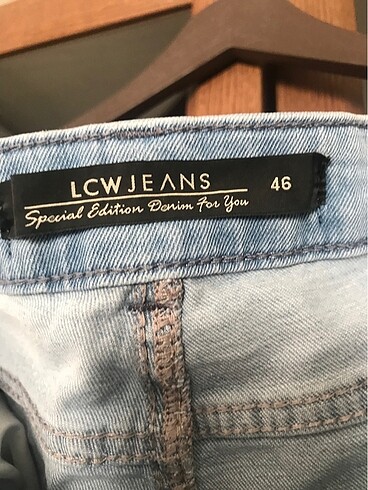 LCWJEANS 46
Special Edition Denim For You